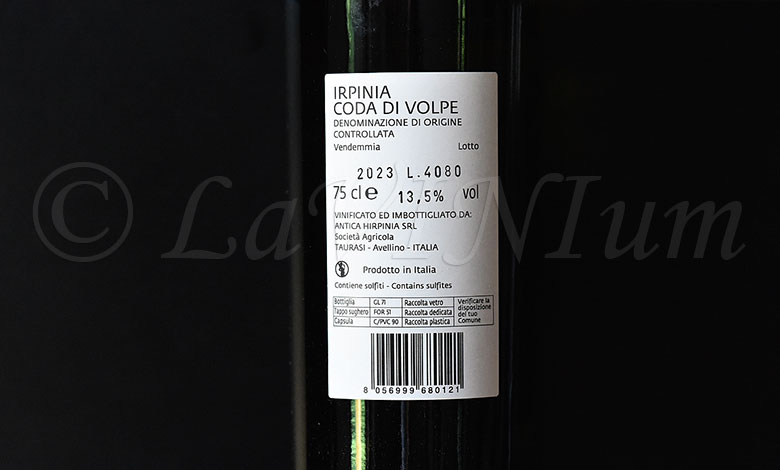 IRPINIA
CODA DI VOLPE
DENOMINAZIONE DI ORIGINE
CONTROLLATA
Vendemmia Lotto
2023 L.4080
75 cl e 13,5% vol
VINIFICATO ED IMBOTTIGLIATO DA:
ANTICA HIRPINIA SRL
Società Agricola
TAURASI - Avellino - ITALIA
Prodotto in Italia
Contiene solfiti - Contains sulfites
Bottiglia GL 71 Raccolta vetro
Tappo sughero FOR 51 Raccolta dedicata
Capsula C/PVC 90 Raccolta plastica
Verificare la
disposizione
del tuo
Comune
8 056999 680121
© LaVINIum